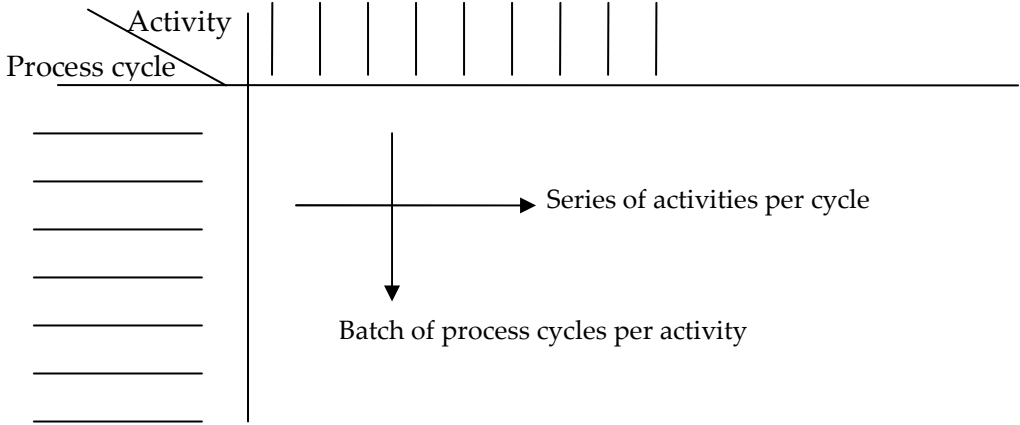 Activity
Process cycle
Series of activities per cycle
Batch of process cycles per activity